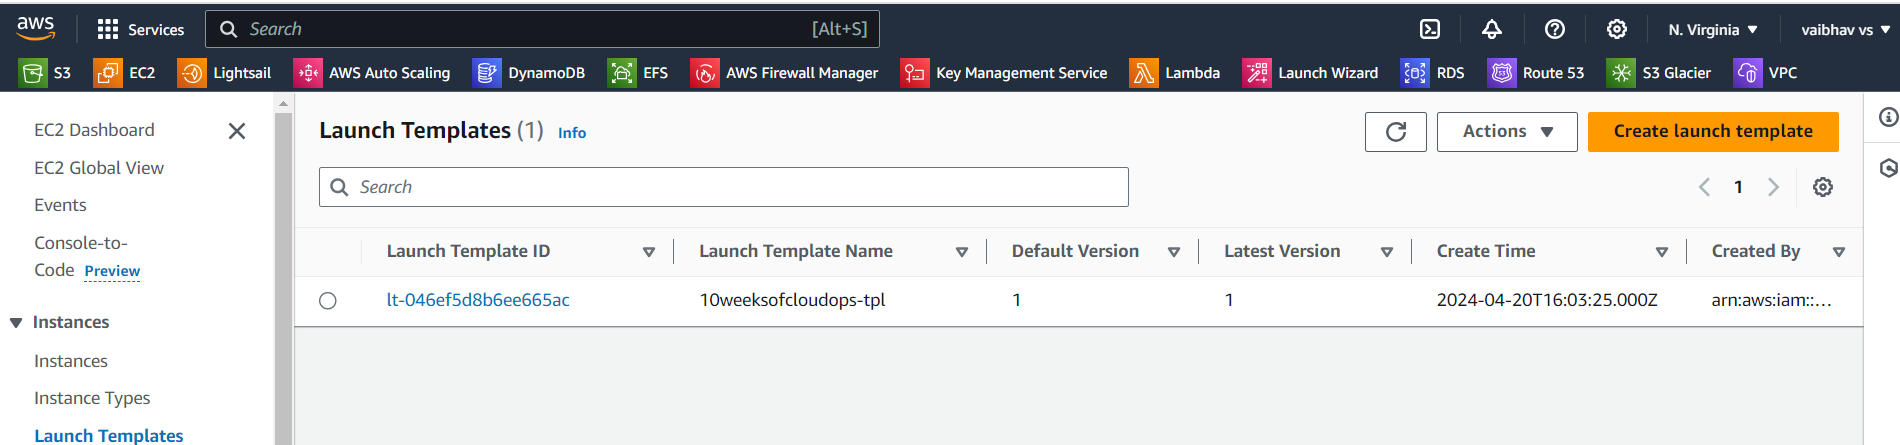 aws Services Search [Alt+S] N. Virginia vaibhav vs
S3 EC2 Lightsail AWS Auto Scaling DynamoDB EFS AWS Firewall Manager Key Management Service Lambda Launch Wizard RDS Route 53 S3 Glacier VPC
EC2 Dashboard
EC2 Global View
Events
Console-to-
Code Preview
Instances
Instances
Instance Types
Launch Templates
Launch Templates (1) Info
Actions
Create launch template
Search
1
Launch Template ID Launch Template Name Default Version Latest Version Create Time Created By
lt-046ef5d8b6ee665ac 10weeksofcloudops-tpl 1 1 2024-04-20T16:03:25.000Z arn:aws:iam::...